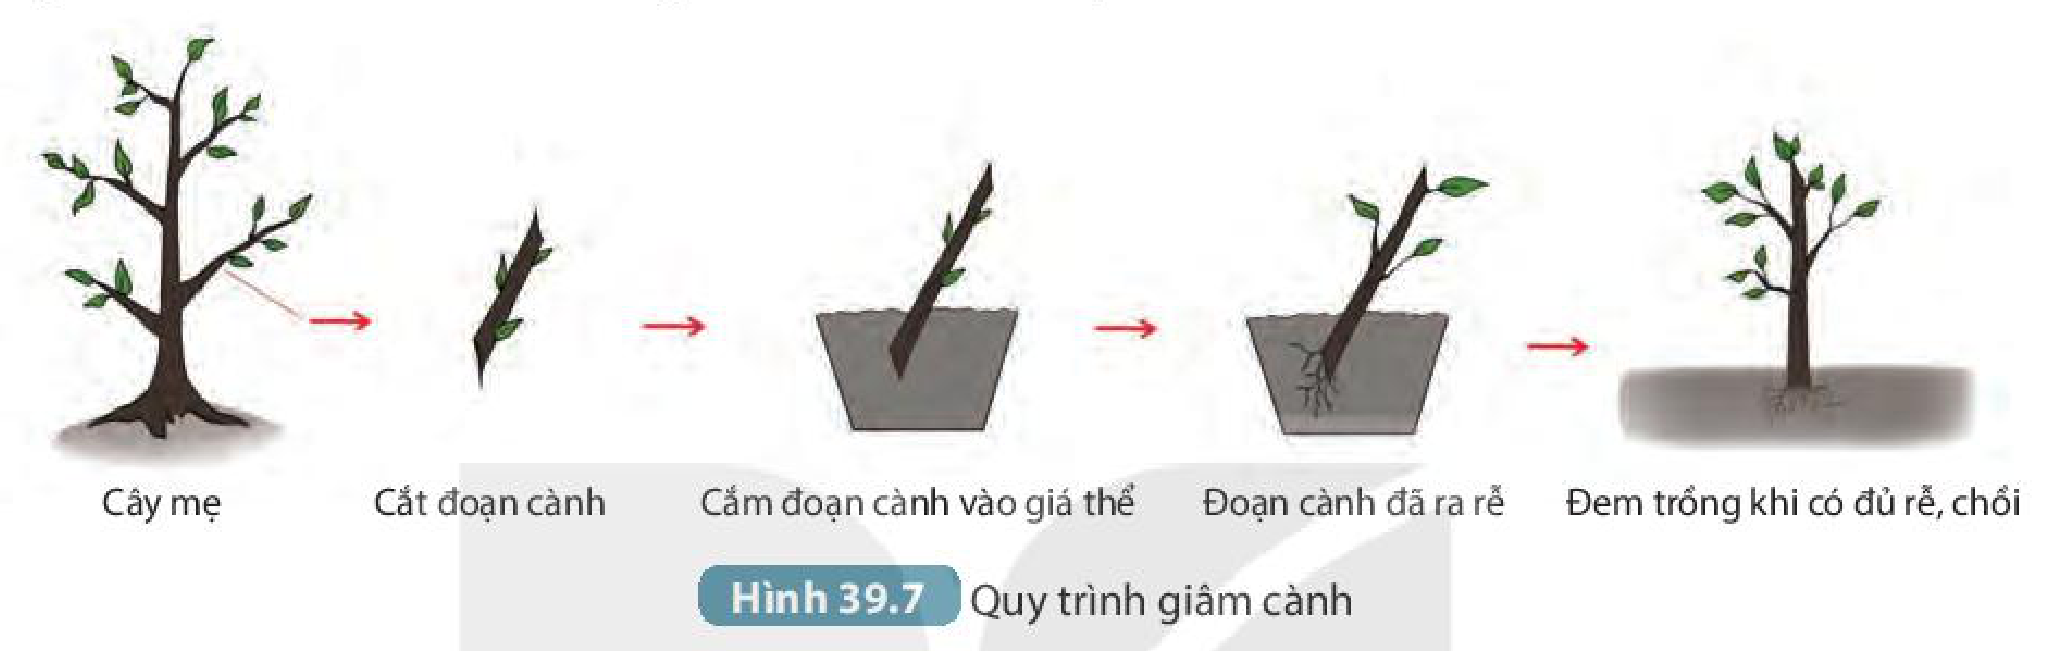 Cây mẹ
Cắt đoạn cành
Cắm đoạn cành vào giá thể
Đoạn cành đã ra rễ
Đem trồng khi có đủ rễ, chồi
Hình 39.7 Quy trình giâm cành